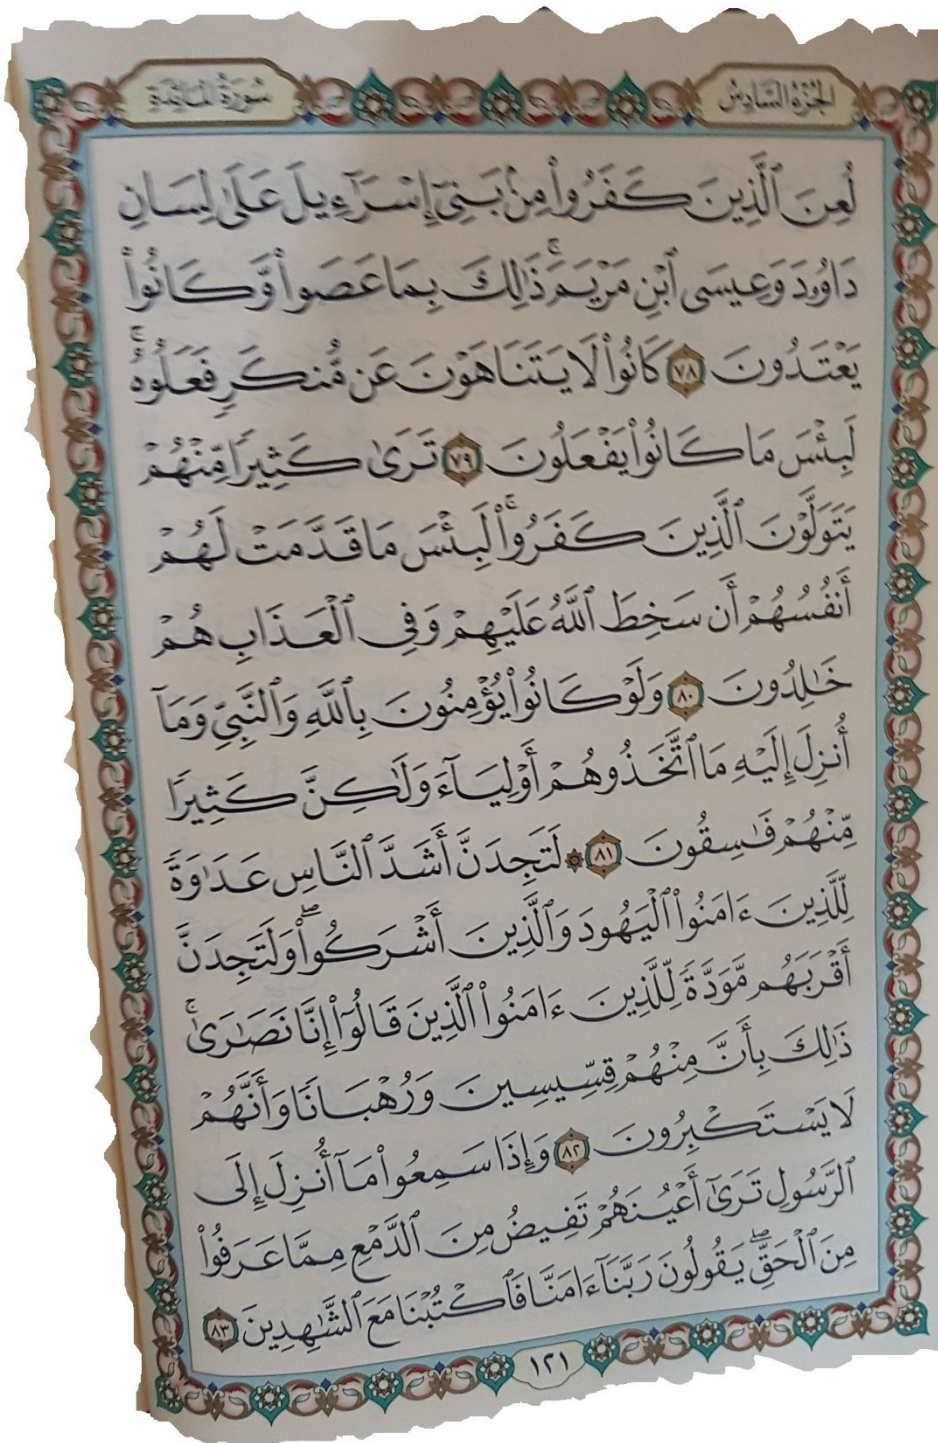 الجزء السادس
سورة المائدة
لُعِنَ ٱلَّذِينَ كَفَرُواْ مِنۢ بَنِىٓ إِسْرَٰٓءِيلَ عَلَىٰ لِسَانِ
دَاوُۥدَ وَعِيسَى ٱبْنِ مَرْيَمَۚ ذَٰلِكَ بِمَا عَصَواْ وَّكَانُواْ
يَعْتَدُونَ ٧٨ كَانُواْ لَا يَتَنَاهَوْنَ عَن مُّنكَرٍ فَعَلُوهُۚ
لَبِئْسَ مَا كَانُواْ يَفْعَلُونَ ٧٩ تَرَىٰ كَثِيرًا مِّنْهُمْ
يَتَوَلَّوْنَ ٱلَّذِينَ كَفَرُواْۚ لَبِئْسَ مَا قَدَّمَتْ لَهُمْ
أَنفُسُهُمْ أَن سَخِطَ ٱللَّهُ عَلَيْهِمْ وَفِى ٱلْعَذَابِ هُمْ
خَٰلِدُونَ ٨٠ وَلَوْ كَانُواْ يُؤْمِنُونَ بِٱللَّهِ وَٱلنَّبِىِّ وَمَآ
أُنزِلَ إِلَيْهِ مَا ٱتَّخَذُوهُمْ أَوْلِيَآءَ وَلَٰكِنَّ كَثِيرًا
مِّنْهُمْ فَٰسِقُونَ ٨١ ۞ لَتَجِدَنَّ أَشَدَّ ٱلنَّاسِ عَدَٰوَةً
لِّلَّذِينَ ءَامَنُواْ ٱلْيَهُودَ وَٱلَّذِينَ أَشْرَكُواْۖ وَلَتَجِدَنَّ
أَقْرَبَهُم مَّوَدَّةً لِّلَّذِينَ ءَامَنُواْ ٱلَّذِينَ قَالُوٓاْ إِنَّا نَصَٰرَىٰۚ
ذَٰلِكَ بِأَنَّ مِنْهُمْ قِسِّيسِينَ وَرُهْبَانًا وَأَنَّهُمْ
لَا يَسْتَكْبِرُونَ ٨٢ وَإِذَا سَمِعُواْ مَآ أُنزِلَ إِلَى
ٱلرَّسُولِ تَرَىٰٓ أَعْيُنَهُمْ تَفِيضُ مِنَ ٱلدَّمْعِ مِمَّا عَرَفُواْ
مِنَ ٱلْحَقِّۖ يَقُولُونَ رَبَّنَآ ءَامَنَّا فَٱكْتُبْنَا مَعَ ٱلشَّٰهِدِينَ ٨٣
١٢١